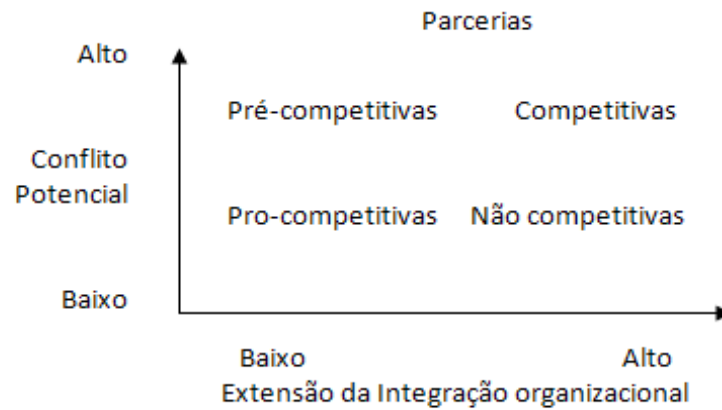 Parcerias
Alto
Pré-competitivas Competitivas
Conflito
Potencial
Pro-competitivas Não competitivas
Baixo
Baixo Alto
Extensão da Integração organizacional